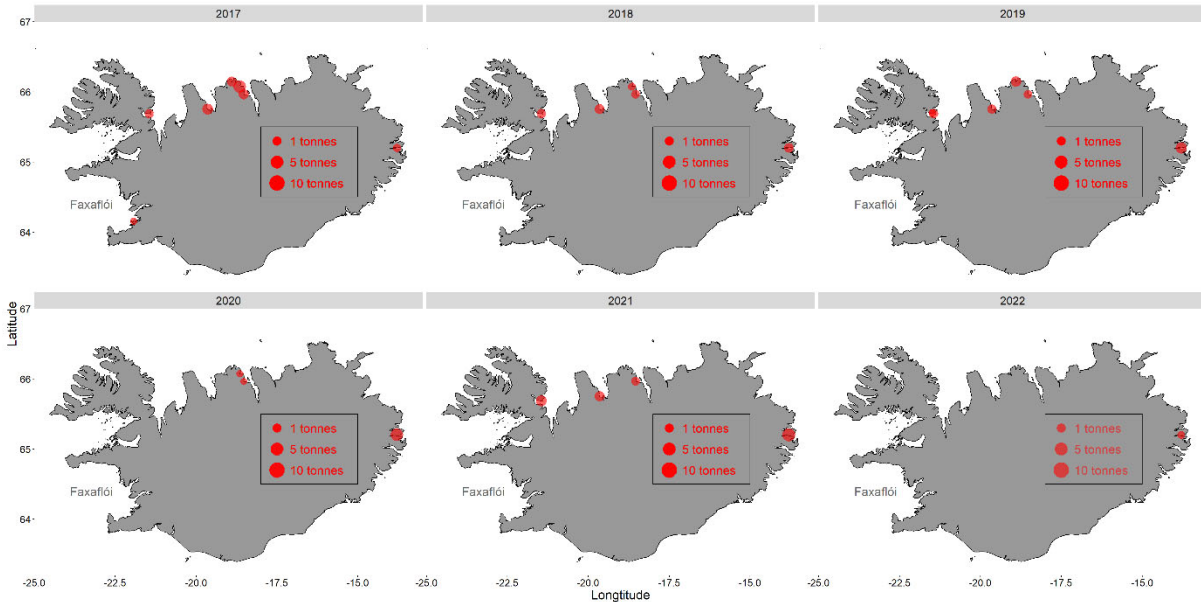 2017
2018
2019
67
66
65
64
1 tonnes
5 tonnes
10 tonnes
Faxaflói
1 tonnes
5 tonnes
10 tonnes
Faxaflói
1 tonnes
5 tonnes
10 tonnes
Faxaflói
Latitude
2020
2021
2022
67
66
65
64
1 tonnes
5 tonnes
10 tonnes
Faxaflói
1 tonnes
5 tonnes
10 tonnes
Faxaflói
1 tonnes
5 tonnes
10 tonnes
Faxaflói
-25.0 -22.5 -20.0 -17.5 -15.0 -25.0 -22.5 -20.0 -17.5 -15.0 -25.0 -22.5 -20.0 -17.5 -15.0
Longtitude